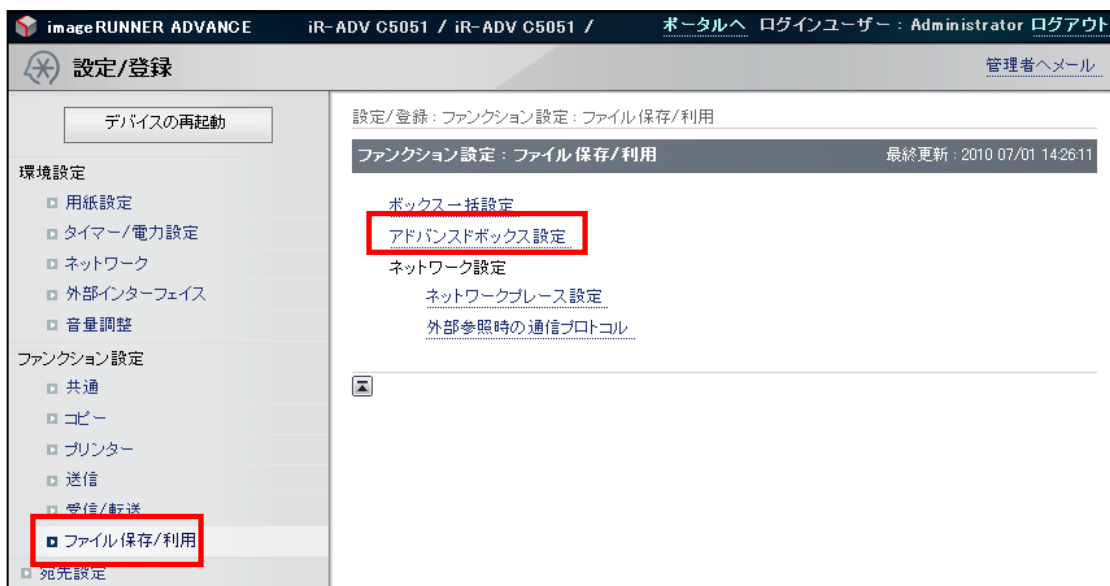 imageRUNNER ADVANCE iR-ADV C5051 / iR-ADV C5051 / ポータルへ ログインユーザー : Administrator ログアウト
設定/登録 管理者へメール
デバイスの再起動
環境設定
用紙設定
タイマー/電力設定
ネットワーク
外部インターフェイス
音量調整
ファンクション設定
共通
コピー
プリンター
送信
受信/転送
ファイル保存/利用
宛先設定
設定/登録 : ファンクション設定 : ファイル保存/利用
ファンクション設定 : ファイル保存/利用 最終更新 : 2010 07/01 14:26:11
ボックス一括設定
アドバンスドボックス設定
ネットワーク設定
ネットワークプレース設定
外部参照時の通信プロトコル